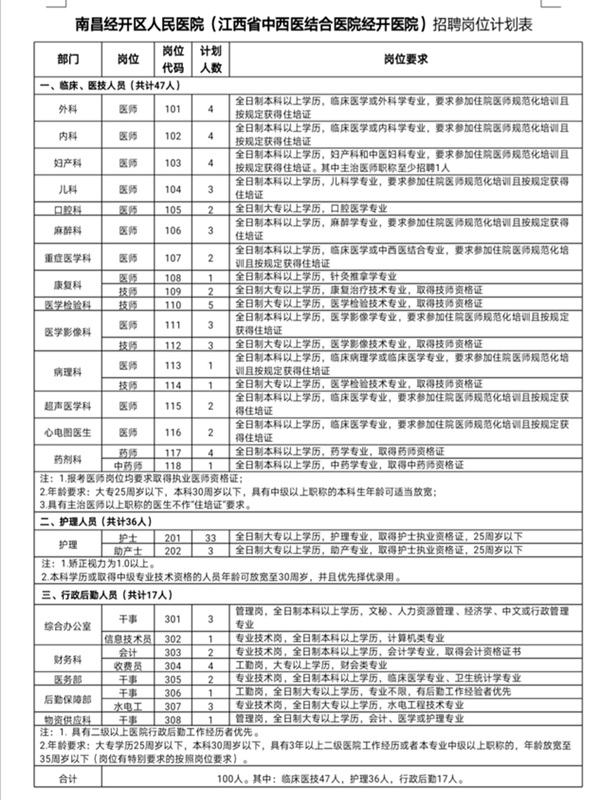 南昌经开区人民医院（江西省中西医结合医院经开医院）招聘岗位计划表
部门 岗位 岗位代码 计划人数 岗位要求
一、临床、医技人员（共计47人）
外科 医师 101 4 全日制本科以上学历，临床医学或外科学专业，要求参加住院医师规范化培训且
按规定获得住培证
内科 医师 102 4 全日制本科以上学历，临床医学或内科学专业，要求参加住院医师规范化培训且
按规定获得住培证
妇产科 医师 103 4 全日制本科以上学历，妇产科和中医妇科专业，要求参加住院医师规范化培训且
按规定获得住培证。其中主治医师职称至少招聘1人
儿科 医师 104 3 全日制本科以上学历，儿科学专业，要求参加住院医师规范化培训且按规定获得
住培证
口腔科 医师 105 2 全日制大专以上学历，口腔医学专业
麻醉科 医师 106 3 全日制本科以上学历，麻醉学专业，要求参加住院医师规范化培训且按规定获得
住培证
重症医学科 医师 107 2 全日制本科以上学历，临床医学或中西医结合专业，要求参加住院医师规范化培
训且按规定获得住培证
康复科 医师 108 1 全日制本科以上学历，针灸推拿学专业
技师 109 2 全日制大专以上学历，康复治疗技术专业，取得技师资格证
医学检验科 技师 110 5 全日制大专以上学历，医学检验技术专业，取得技师资格证
医学影像科 医师 111 3 全日制本科以上学历，医学影像学专业，要求参加住院医师规范化培训且按规定
获得住培证
技师 112 3 全日制大专以上学历，医学影像技术专业，取得技师资格证
病理科 医师 113 1 全日制本科以上学历，临床病理学或临床医学专业，要求参加住院医师规范化培
训且按规定获得住培证
技师 114 1 全日制大专以上学历，医学检验技术专业，取得技师资格证
超声医学科 医师 115 2 全日制本科以上学历，临床医学专业，要求参加住院医师规范化培训且按规定获
得住培证
心电图医生 医师 116 2 全日制本科以上学历，临床医学专业，要求参加住院医师规范化培训且按规定获
得住培证
药剂科 药师 117 4 全日制本科以上学历，药学专业，取得药师资格证
中药师 118 1 全日制本科以上学历，中药学专业，取得中药师资格证
注：1.报考医师岗位均要求取得执业医师资格证；
2.年龄要求：大专25周岁以下，本科30周岁以下，具有中级以上职称的本科生年龄可适当放宽；
3.具有主治医师以上职称的医生不作“住培证”要求。
二、护理人员（共计36人）
护理 护士 201 33 全日制大专以上学历，护理专业，取得护士执业资格证，25周岁以下
助产士 202 3 全日制大专以上学历，助产专业，取得护士执业资格证，25周岁以下
注：1.矫正视力为1.0以上。
2.本科学历或取得中级专业技术资格的人员年龄可放宽至30周岁，并且优先择优录用。
三、行政后勤人员（共计17人）
综合办公室 干事 301 3 管理岗，全日制本科以上学历，文秘、人力资源管理、经济学、中文或行政管理
专业
信息技术员 302 1 专业技术岗，全日制本科以上学历，计算机类专业
财务科 会计 303 2 专业技术岗，全日制本科以上学历，会计学专业，取得会计资格证书
收费员 304 4 工勤岗，大专以上学历，财会类专业
医务部 干事 305 2 专业技术岗，全日制本科以上学历，临床医学专业、卫生统计学专业
后勤保障部 干事 306 1 工勤岗，全日制大专以上学历，专业不限，有后勤工作经验者优先
水电工 307 3 专业技术岗，全日制大专以上学历，水电工程技术专业
物资供应科 干事 308 1 管理岗，全日制本科以上学历，会计、医学或护理专业
注：1. 具有二级以上医院行政后勤工作经历者优先。
2.年龄要求：大专学历25周岁以下，本科30周岁以下，具有3年以上二级医院工作经历或者本专业中级以上职称的，年龄放宽至
35周岁以下（岗位有特别要求的按照岗位要求）。
合计 100人。其中：临床医技47人，护理36人，行政后勤17人。